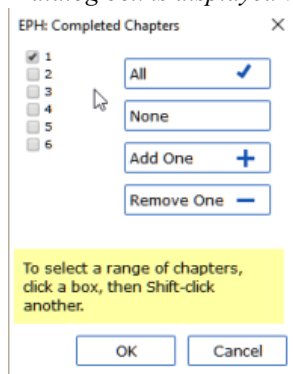 EPH: Completed Chapters
1
2
3
4
5
6
All
None
Add One
Remove One
To select a range of chapters,
click a box, then Shift-click
another.
OK
Cancel